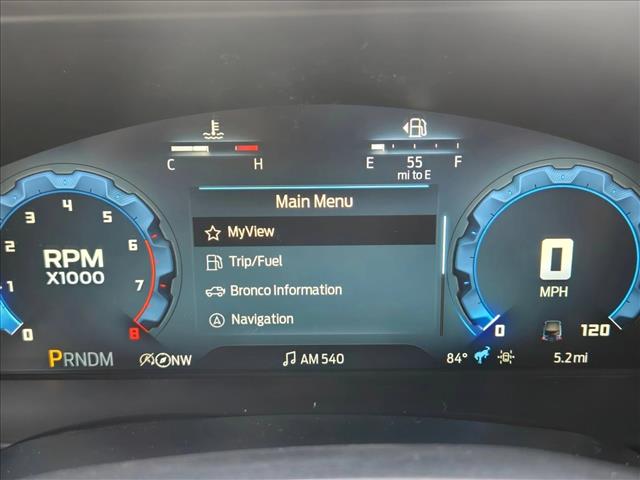 C H
E 55 F
mi to E
Main Menu
MyView
Trip/Fuel
Bronco Information
Navigation
0 1 2 3 4 5 6 7 8
RPM
X1000
0
MPH
0 120
PRNDM
NW
AM 540
84°
5.2 mi